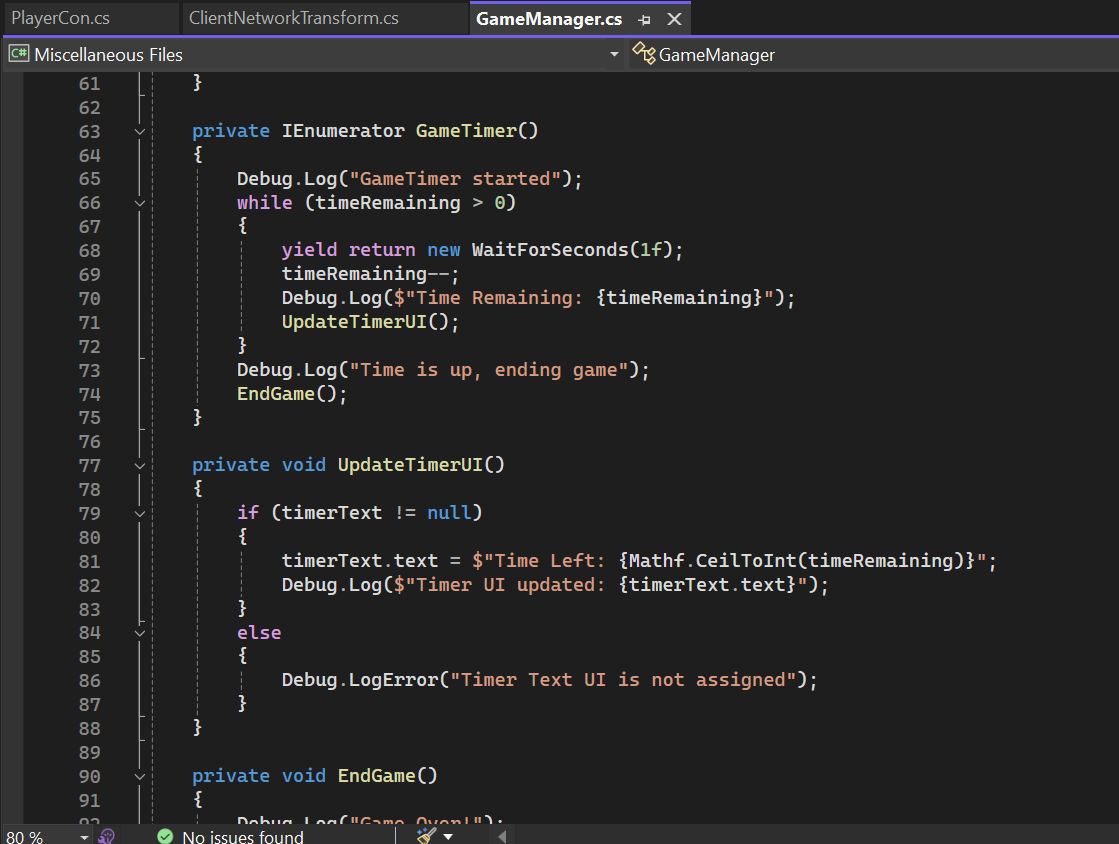 PlayerCon.cs ClientNetworkTransform.cs GameManager.cs
C# Miscellaneous Files GameManager
61 }
62
63 private IEnumerator GameTimer()
64 {
65 Debug.Log("GameTimer started");
66 while (timeRemaining > 0)
67 {
68 yield return new WaitForSeconds(1f);
69 timeRemaining--;
70 Debug.Log($"Time Remaining: {timeRemaining}");
71 UpdateTimerUI();
72 }
73 Debug.Log("Time is up, ending game");
74 EndGame();
75 }
76
77 private void UpdateTimerUI()
78 {
79 if (timerText != null)
80 {
81 timerText.text = $"Time Left: {Mathf.CeilToInt(timeRemaining)}";
82 Debug.Log($"Timer UI updated: {timerText.text}");
83 }
84 else
85 {
86 Debug.LogError("Timer Text UI is not assigned");
87 }
88 }
89
90 private void EndGame()
91 {
92 Debug.Log("Game Over!");
80 % No issues found